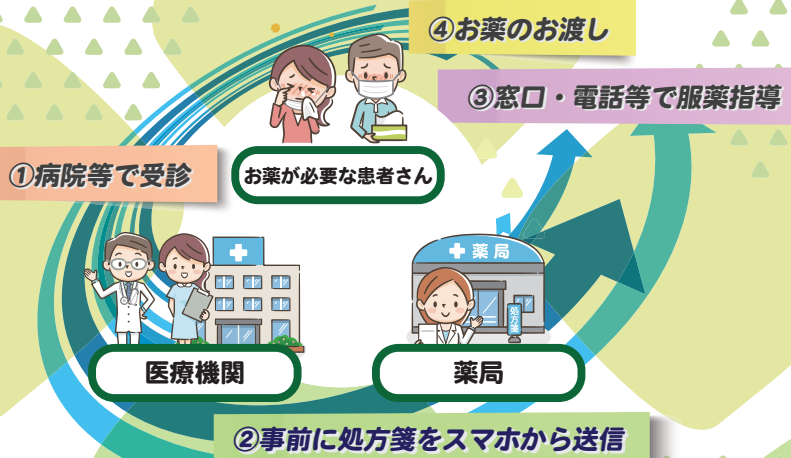 ④お薬のお渡し
③窓口・電話等で服薬指導
①病院等で受診
お薬が必要な患者さん
薬局
処方箋
医療機関
薬局
②事前に処方箋をスマホから送信